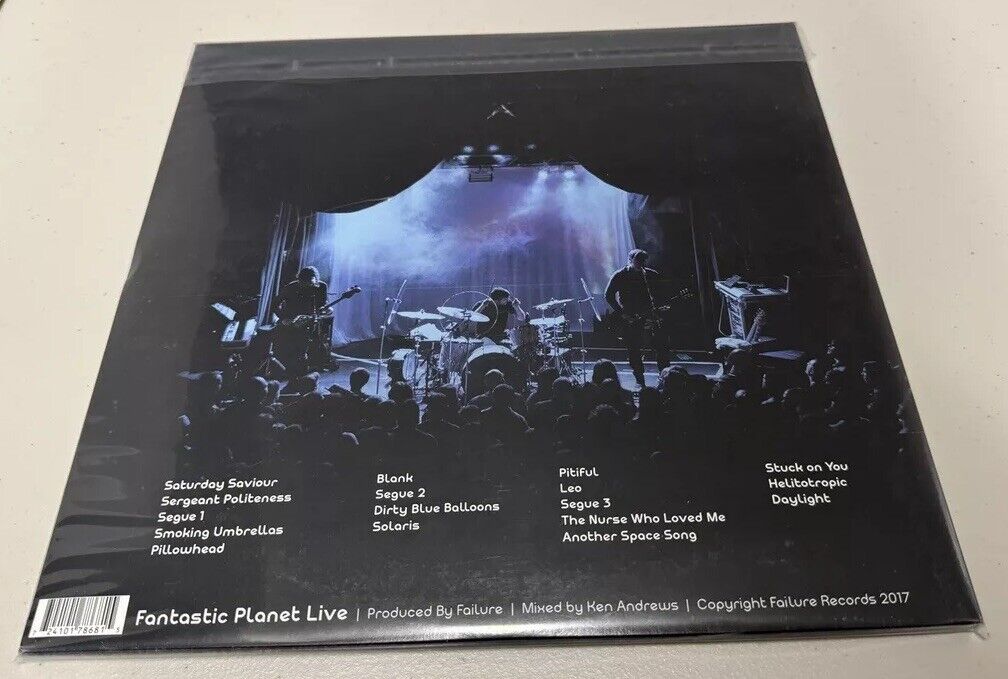 Saturday Saviour
Sergeant Politeness
Segue 1
Smoking Umbrellas
Pillowhead
Blank
Segue 2
Dirty Blue Balloons
Solaris
Pitiful
Leo
Segue 3
The Nurse Who Loved Me
Another Space Song
Stuck on You
Helitotropic
Daylight
Fantastic Planet Live | Produced By Failure | Mixed by Ken Andrews | Copyright Failure Records 2017
24101 78681